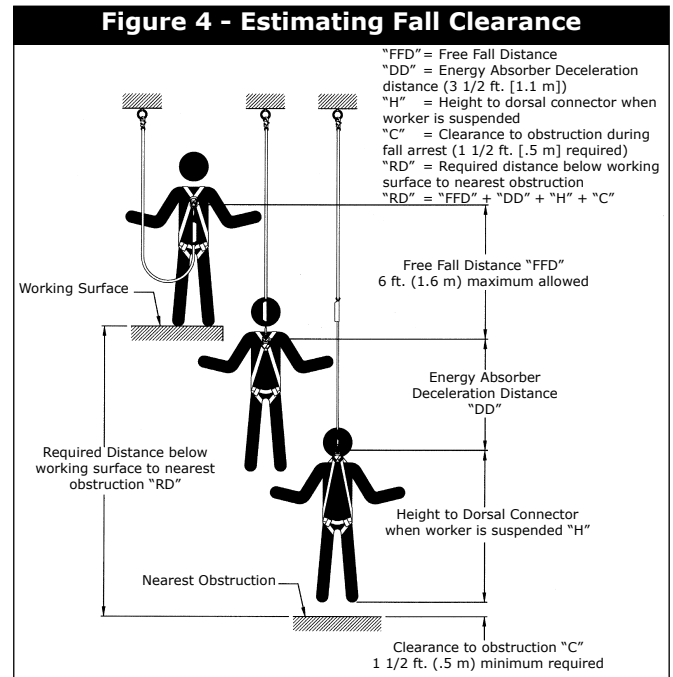 Figure 4 - Estimating Fall Clearance
"FFD" = Free Fall Distance
"DD" = Energy Absorber Deceleration
distance (3 1/2 ft. [1.1 m])
"H" = Height to dorsal connector when
worker is suspended
"C" = Clearance to obstruction during
fall arrest (1 1/2 ft. [.5 m] required)
"RD" = Required distance below working
surface to nearest obstruction
"RD" = "FFD" + "DD" + "H" + "C"
Free Fall Distance "FFD"
6 ft. (1.6 m) maximum allowed
Working Surface
Energy Absorber
Deceleration Distance
"DD"
Required Distance below
working surface to nearest
obstruction "RD"
Height to Dorsal Connector
when worker is suspended "H"
Nearest Obstruction
Clearance to obstruction "C"
1 1/2 ft. (.5 m) minimum required